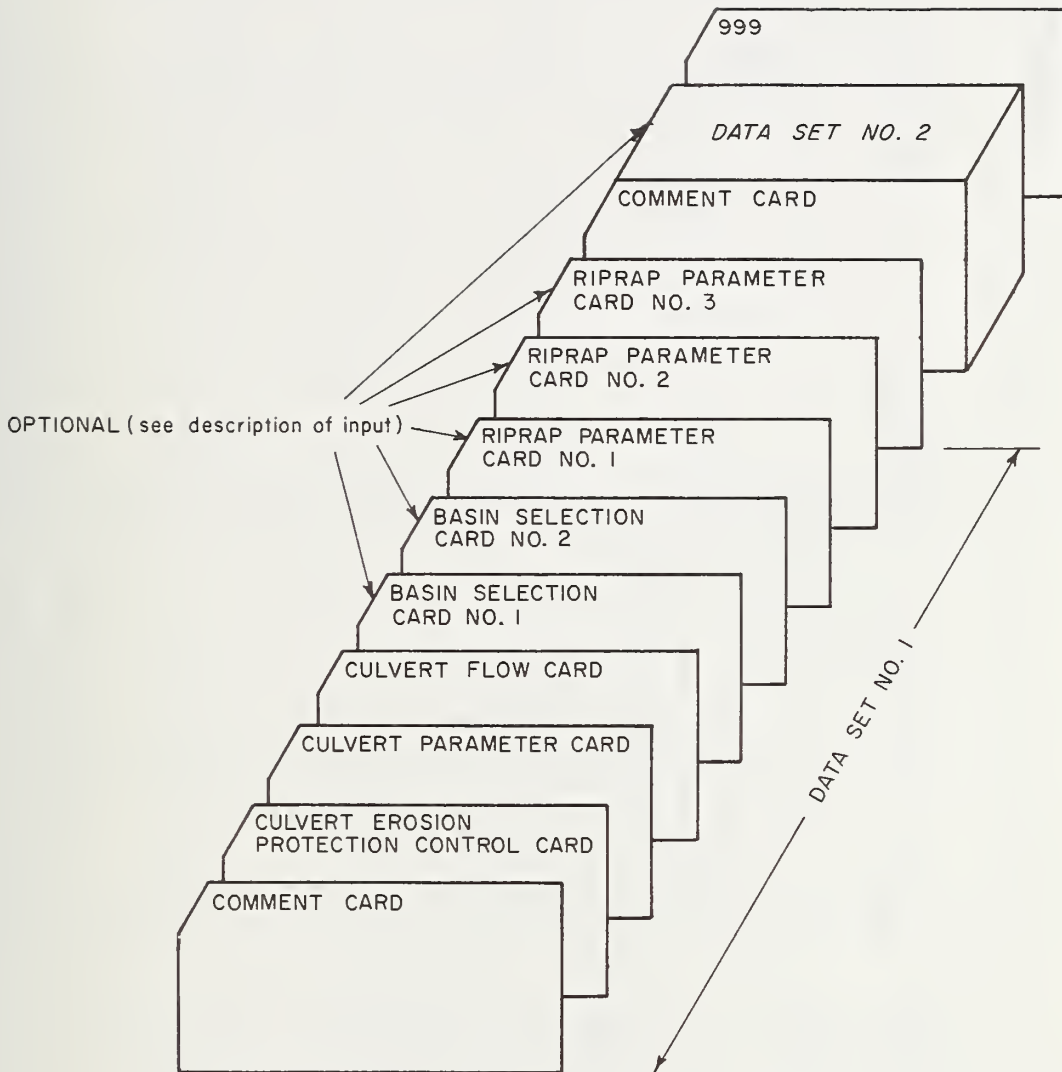 999
DATA SET NO. 2
COMMENT CARD
RIPRAP PARAMETER
CARD NO. 3
RIPRAP PARAMETER
CARD NO. 2
OPTIONAL (see description of input)
RIPRAP PARAMETER
CARD NO. 1
BASIN SELECTION
CARD NO. 2
BASIN SELECTION
CARD NO. 1
CULVERT FLOW CARD
CULVERT PARAMETER CARD
CULVERT EROSION
PROTECTION CONTROL CARD
COMMENT CARD
DATA SET NO. 1